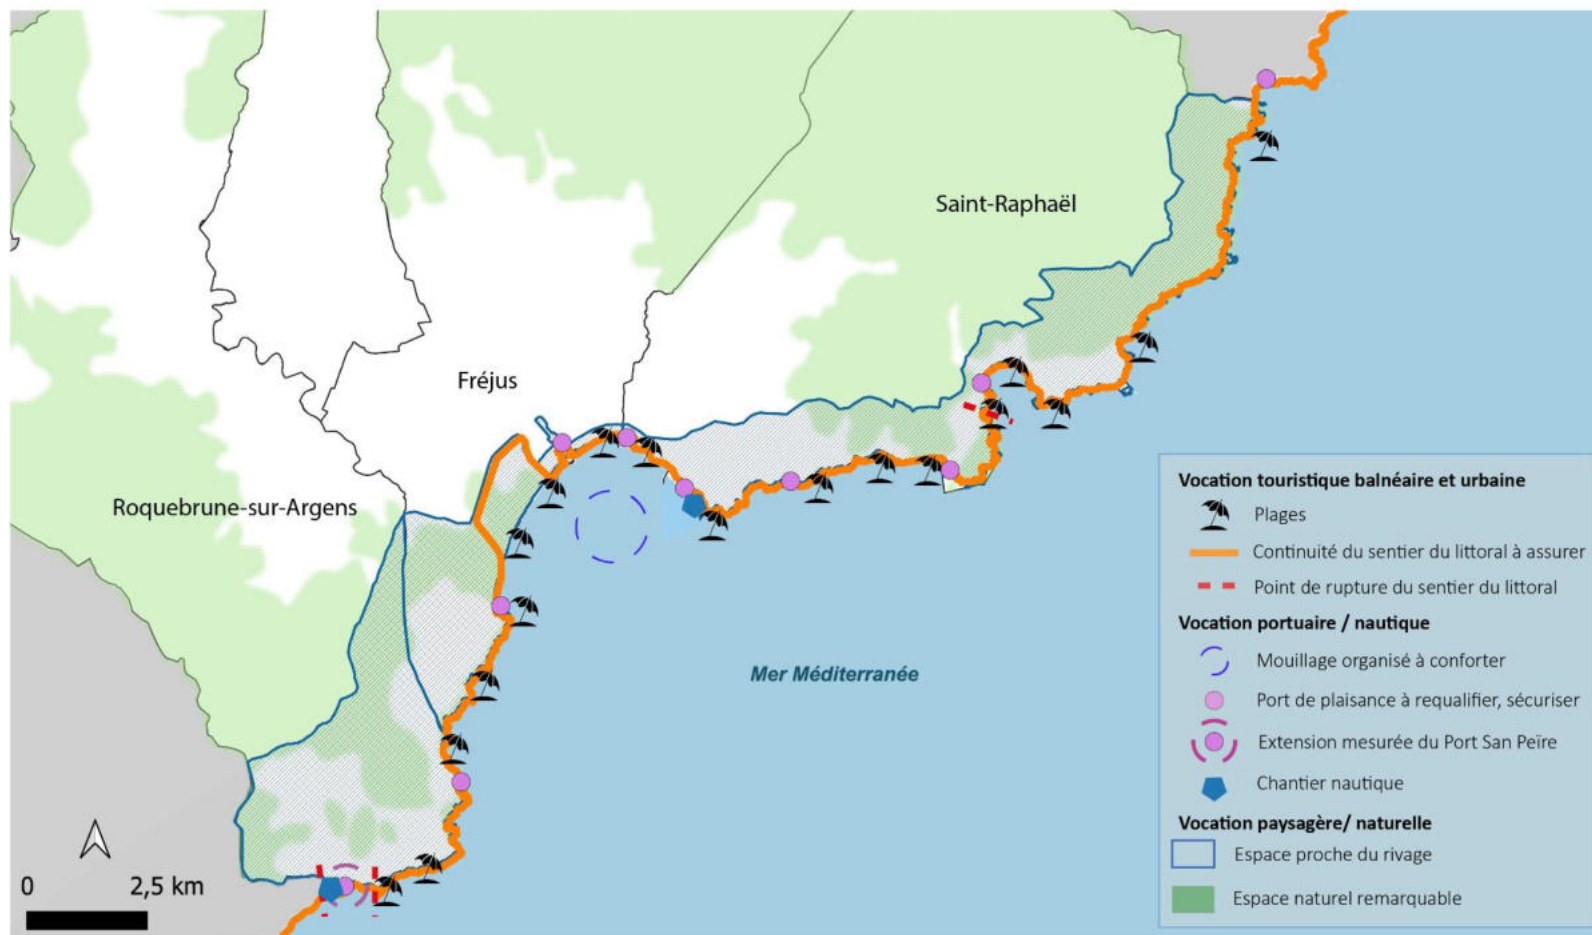 Saint-Raphaël
Fréjus
Roquebrune-sur-Argens
Mer Méditerranée
0 2,5 km
Vocation touristique balnéaire et urbaine
Plages
Continuité du sentier du littoral à assurer
Point de rupture du sentier du littoral
Vocation portuaire / nautique
Mouillage organisé à conforter
Port de plaisance à requalifier, sécuriser
Extension mesurée du Port San Peïre
Chantier nautique
Vocation paysagère/ naturelle
Espace proche du rivage
Espace naturel remarquable